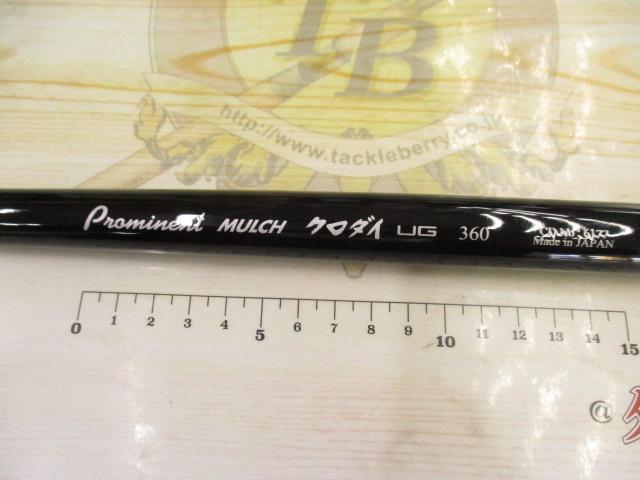 TB
http://www.tackleberry.co.jp
Prominent MULCH クロダイ UG 360
Made in JAPAN
0 1 2 3 4 5 6 7 8 9 10 11 12 13 14 15
@